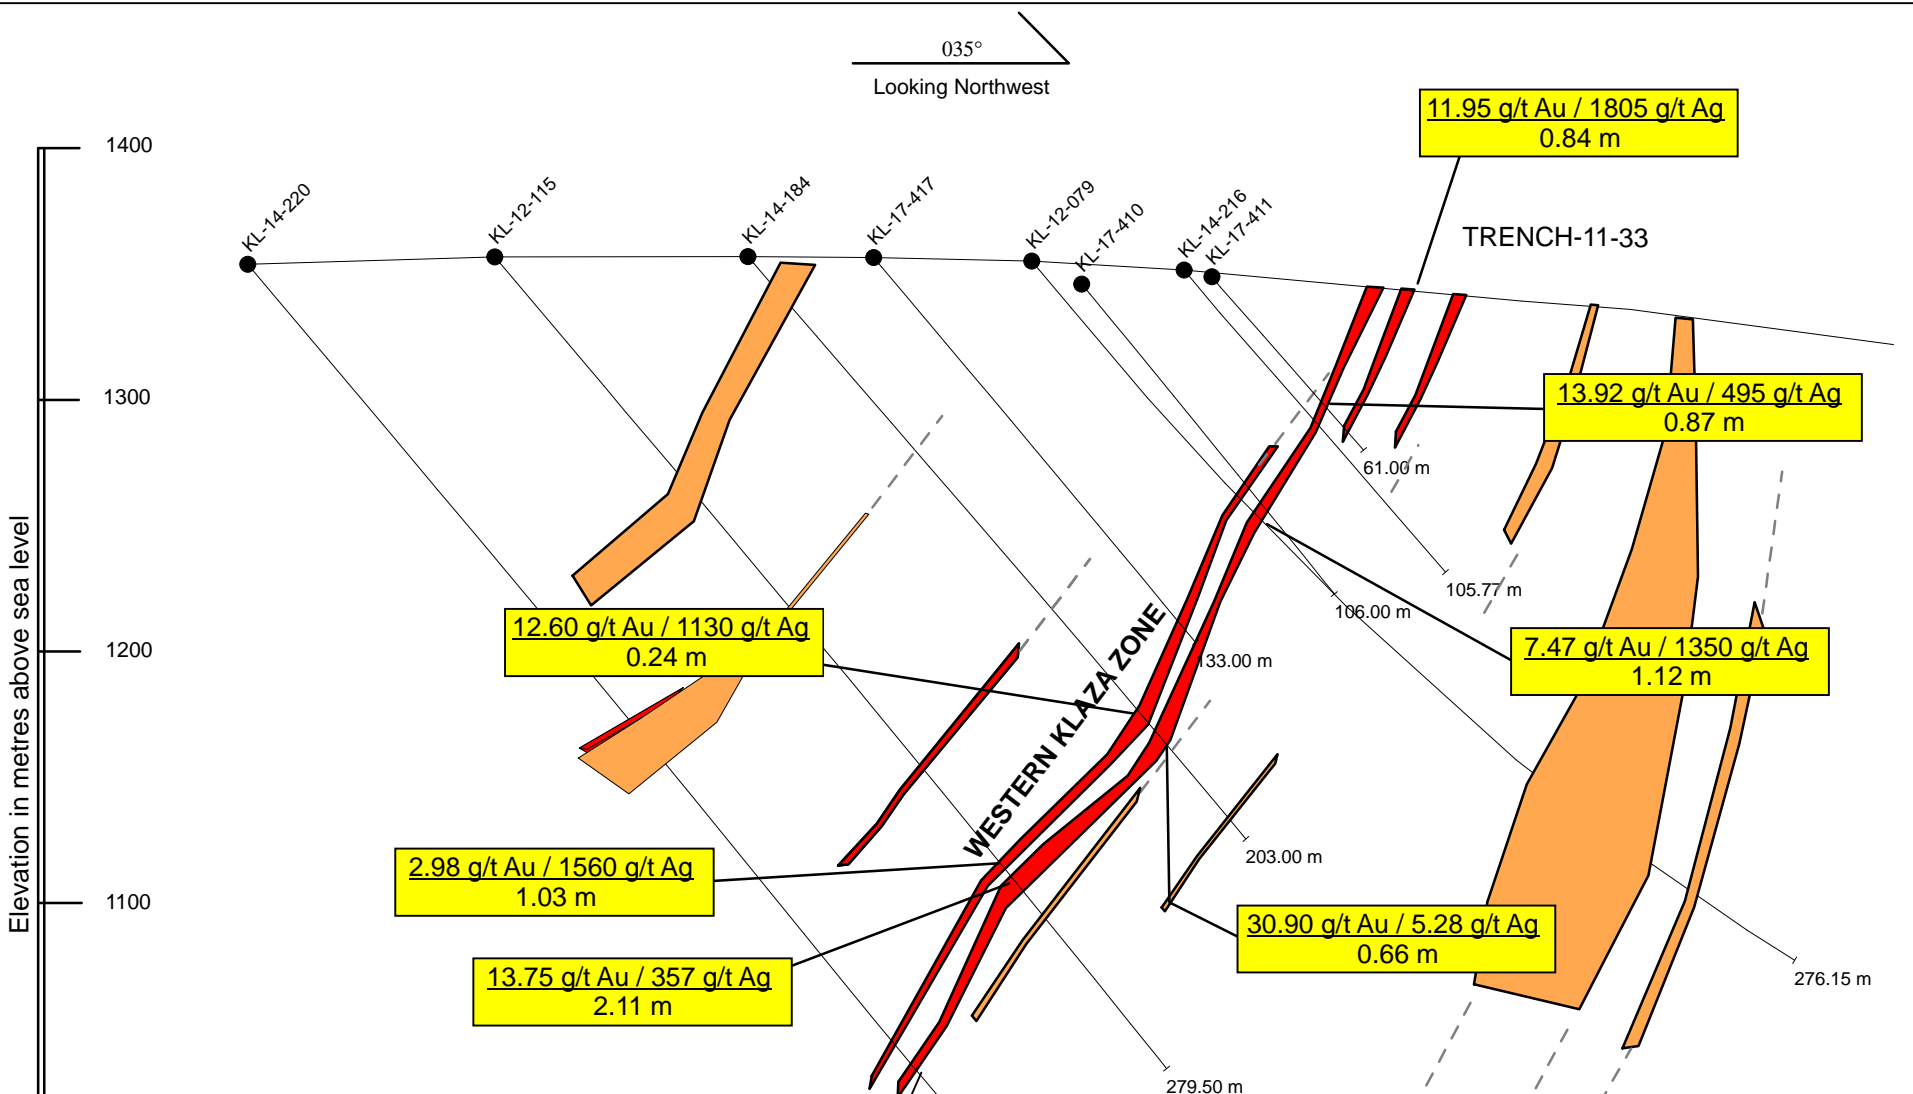 035°
Looking Northwest
11.95 g/t Au / 1805 g/t Ag
0.84 m
1400
KL-14-220
KL-12-115
KL-14-184
KL-17-417
KL-12-079
KL-17-410
KL-14-216
KL-17-411
TRENCH-11-33
1300
13.92 g/t Au / 495 g/t Ag
0.87 m
61.00 m
105.77 m
106.00 m
12.60 g/t Au / 1130 g/t Ag
0.24 m
1200
133.00 m
7.47 g/t Au / 1350 g/t Ag
1.12 m
WESTERN KLAZA ZONE
Elevation in metres above sea level
203.00 m
2.98 g/t Au / 1560 g/t Ag
1.03 m
1100
30.90 g/t Au / 5.28 g/t Ag
0.66 m
276.15 m
13.75 g/t Au / 357 g/t Ag
2.11 m
279.50 m